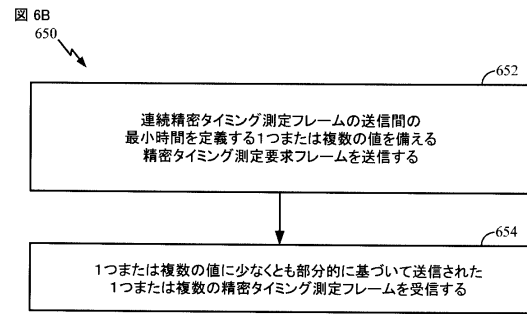 図 6B
650
652
連続精密タイミング測定フレームの送信間の
最小時間を定義する1つまたは複数の値を備える
精密タイミング測定要求フレームを送信する
654
1つまたは複数の値に少なくとも部分的に基づいて送信された
1つまたは複数の精密タイミング測定フレームを受信する